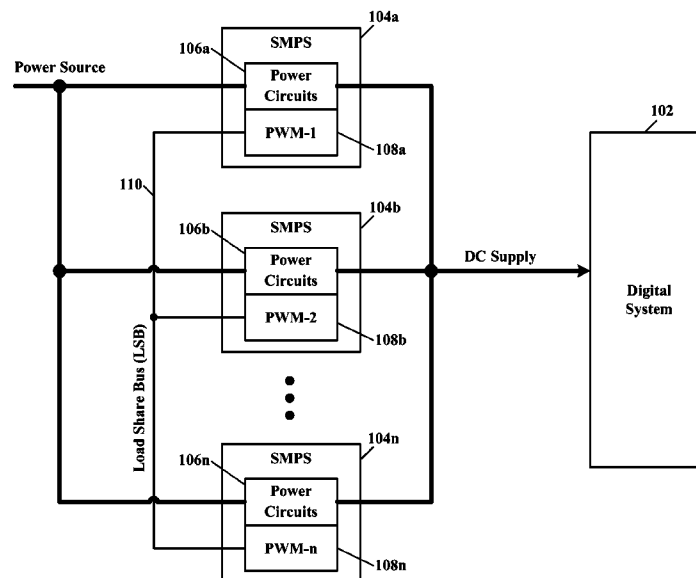 104a
SMPS
106a
Power Source
Power
Circuits
PWM-1
108a
102
110
104b
SMPS
106b
Power
Circuits
DC Supply
Digital
System
PWM-2
108b
Load Share Bus (LSB)
104n
SMPS
106n
Power
Circuits
PWM-n
108n